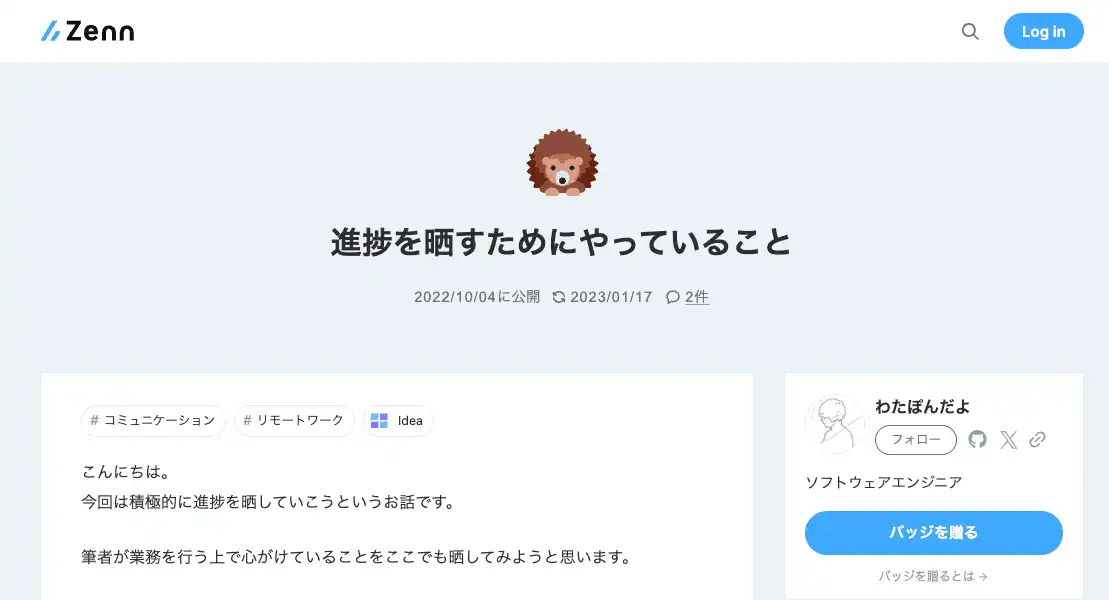 Zenn
Log in
進捗を晒すためにやっていること
2022/10/04に公開 2023/01/17 2件
# コミュニケーション # リモートワーク Idea
こんにちは。
今回は積極的に進捗を晒していこうというお話です。
筆者が業務を行う上で心がけていることをここでも晒してみようと思います。
わたぽんだよ
フォロー
ソフトウェアエンジニア
バッジを贈る
バッジを贈るとは →